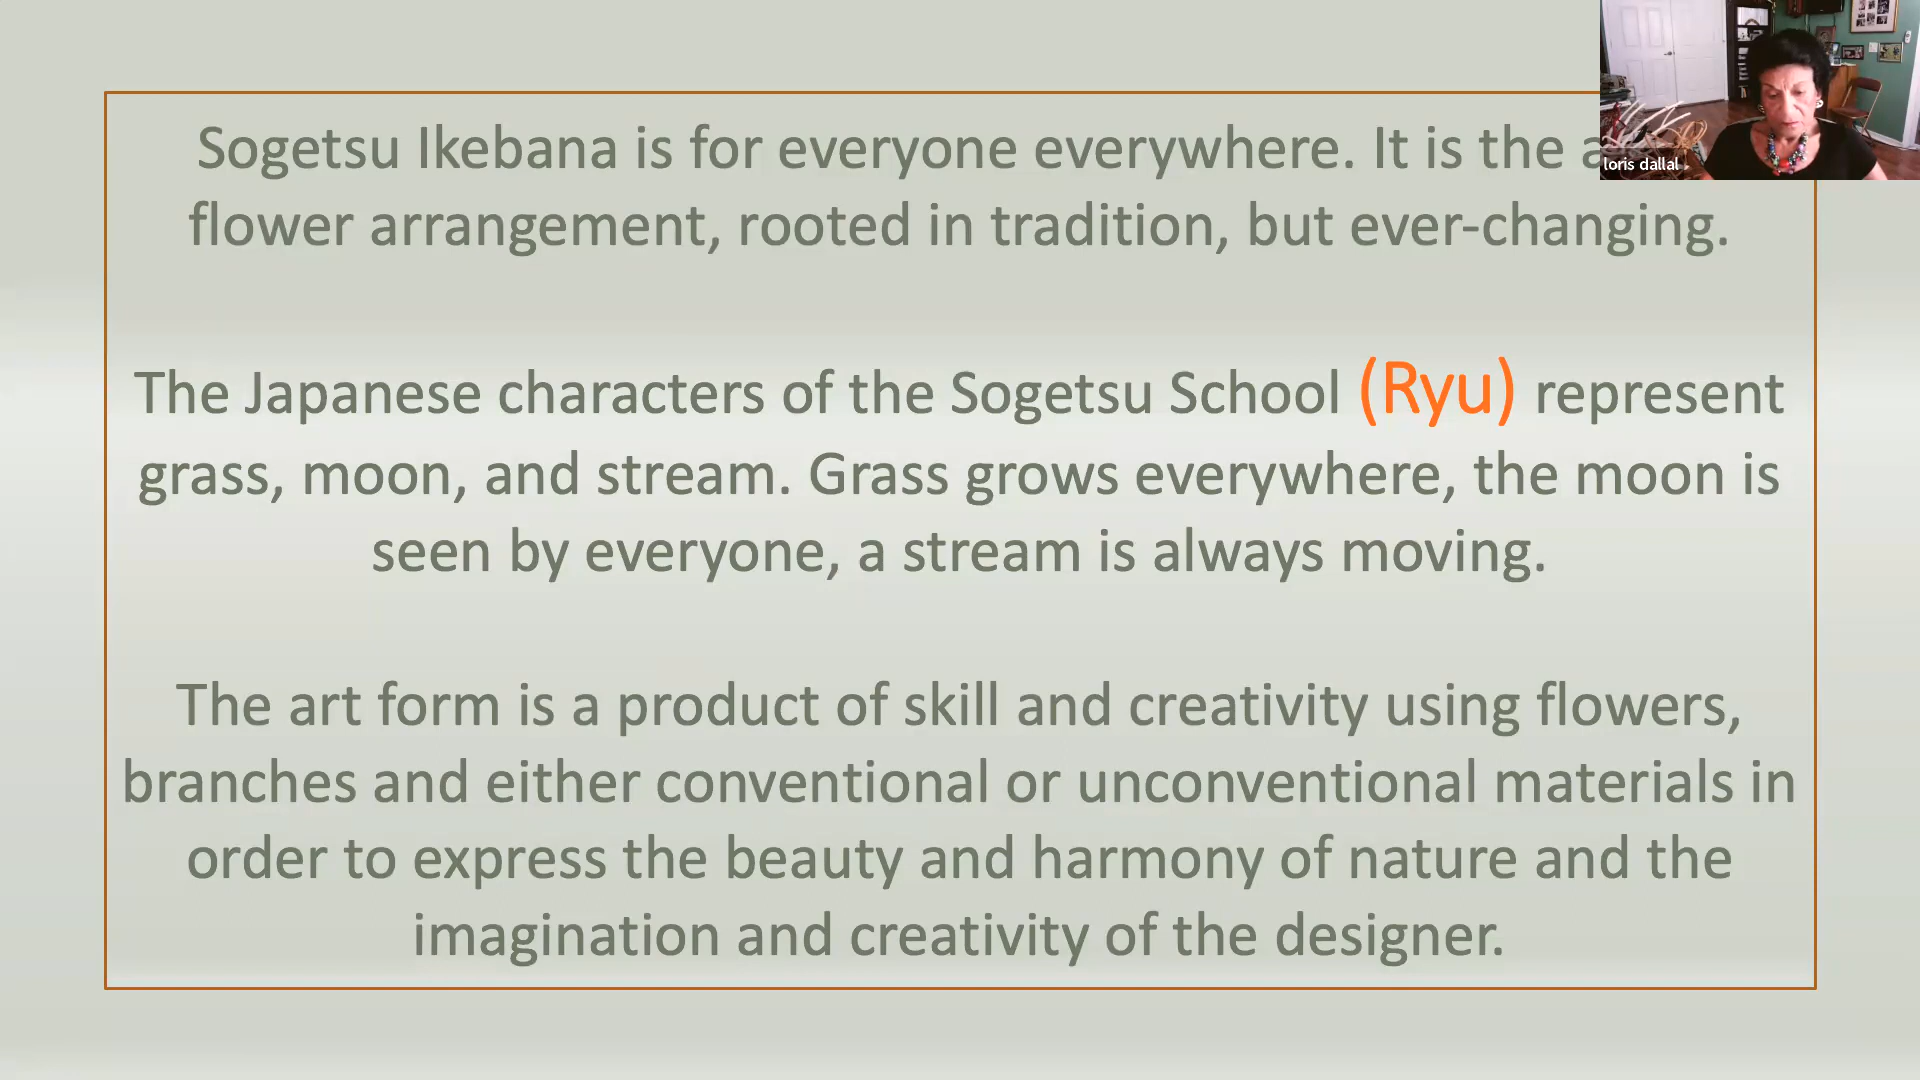 Sogetsu Ikebana is for everyone everywhere. It is the
flower arrangement, rooted in tradition, but ever-changing.
The Japanese characters of the Sogetsu School (Ryu) represent
grass, moon, and stream. Grass grows everywhere, the moon is
seen by everyone, a stream is always moving.
The art form is a product of skill and creativity using flowers,
branches and either conventional or unconventional materials in
order to express the beauty and harmony of nature and the
imagination and creativity of the designer.
loris dallal